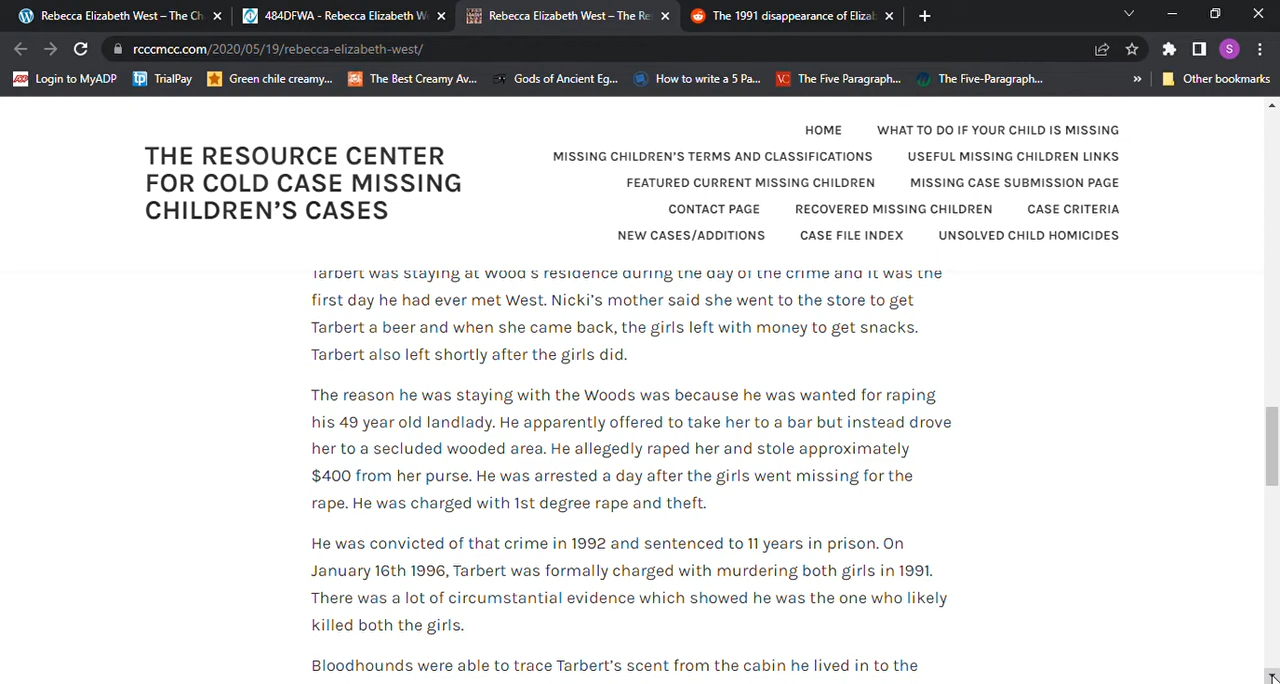 Rebecca Elizabeth West – The Ch
484DFWA - Rebecca Elizabeth W
Rebecca Elizabeth West – The Re
The 1991 disappearance of Elizab
rcccmcc.com/2020/05/19/rebecca-elizabeth-west/
S
Login to MyADP
TrialPay
Green chile creamy...
The Best Creamy Av...
Gods of Ancient Eg...
How to write a 5 Pa...
The Five Paragraph...
The Five-Paragraph...
»
Other bookmarks
THE RESOURCE CENTER
FOR COLD CASE MISSING
CHILDREN'S CASES
HOME WHAT TO DO IF YOUR CHILD IS MISSING
MISSING CHILDREN'S TERMS AND CLASSIFICATIONS USEFUL MISSING CHILDREN LINKS
FEATURED CURRENT MISSING CHILDREN MISSING CASE SUBMISSION PAGE
CONTACT PAGE RECOVERED MISSING CHILDREN CASE CRITERIA
NEW CASES/ADDITIONS CASE FILE INDEX UNSOLVED CHILD HOMICIDES
Tarbert was staying at Wood's residence during the day of the crime and it was the
first day he had ever met West. Nicki's mother said she went to the store to get
Tarbert a beer and when she came back, the girls left with money to get snacks.
Tarbert also left shortly after the girls did.
The reason he was staying with the Woods was because he was wanted for raping
his 49 year old landlady. He apparently offered to take her to a bar but instead drove
her to a secluded wooded area. He allegedly raped her and stole approximately
$400 from her purse. He was arrested a day after the girls went missing for the
rape. He was charged with 1st degree rape and theft.
He was convicted of that crime in 1992 and sentenced to 11 years in prison. On
January 16th 1996, Tarbert was formally charged with murdering both girls in 1991.
There was a lot of circumstantial evidence which showed he was the one who likely
killed both the girls.
Bloodhounds were able to trace Tarbert's scent from the cabin he lived in to the